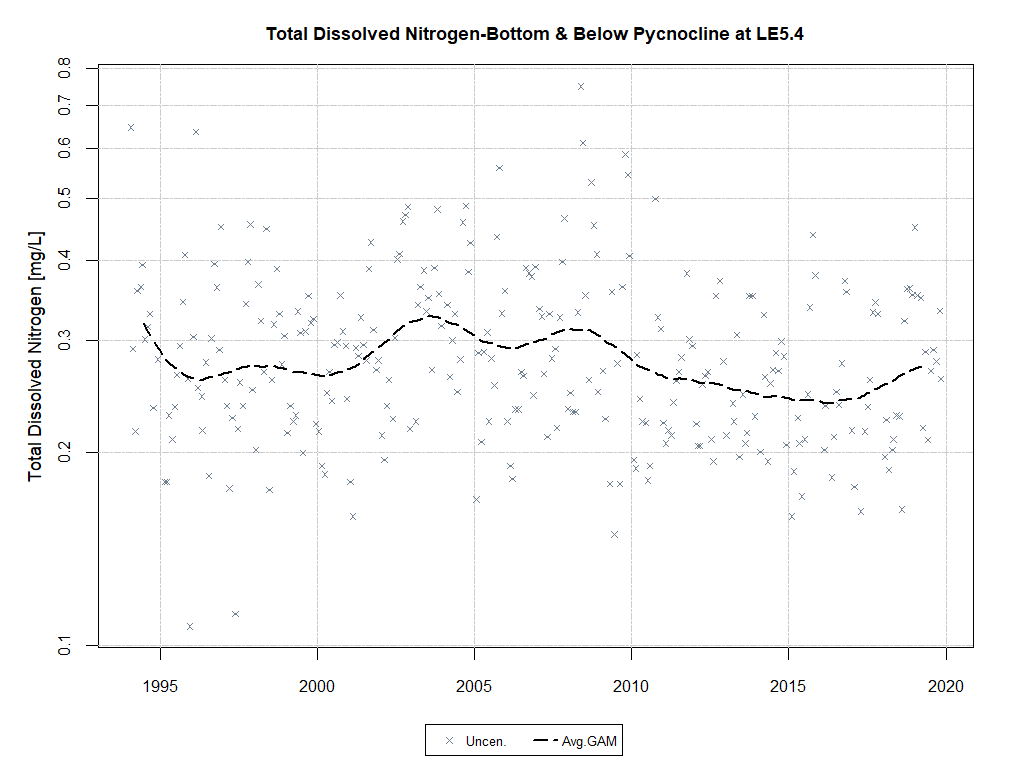 Total Dissolved Nitrogen-Bottom & Below Pycnocline at LE5.4
Total Dissolved Nitrogen [mg/L]
0.8
0.7
0.6
0.5
0.4
0.3
0.2
0.1
1995 2000 2005 2010 2015 2020
Uncen. Avg.GAM